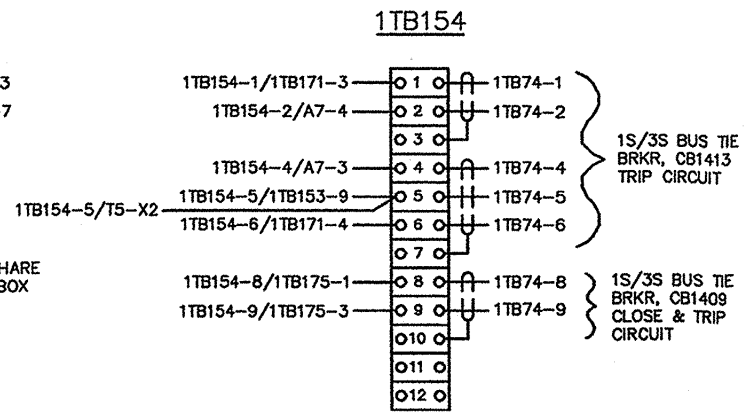 1TB154
3
1TB154-1/1TB171-3
1
1TB74-1
-7
1TB154-2/A7-4
2
1TB74-2
3
1S/3S BUS TIE
BRKR, CB1413
TRIP CIRCUIT
1TB154-4/A7-3
4
1TB74-4
1TB154-5/1TB153-9
5
1TB74-5
1TB154-5/T5-X2
1TB154-6/1TB171-4
6
1TB74-6
7
HARE
BOX
1TB154-8/1TB175-1
8
1TB74-8
1TB154-9/1TB175-3
9
1TB74-9
1S/3S BUS TIE
BRKR, CB1409
CLOSE & TRIP
CIRCUIT
10
11
12